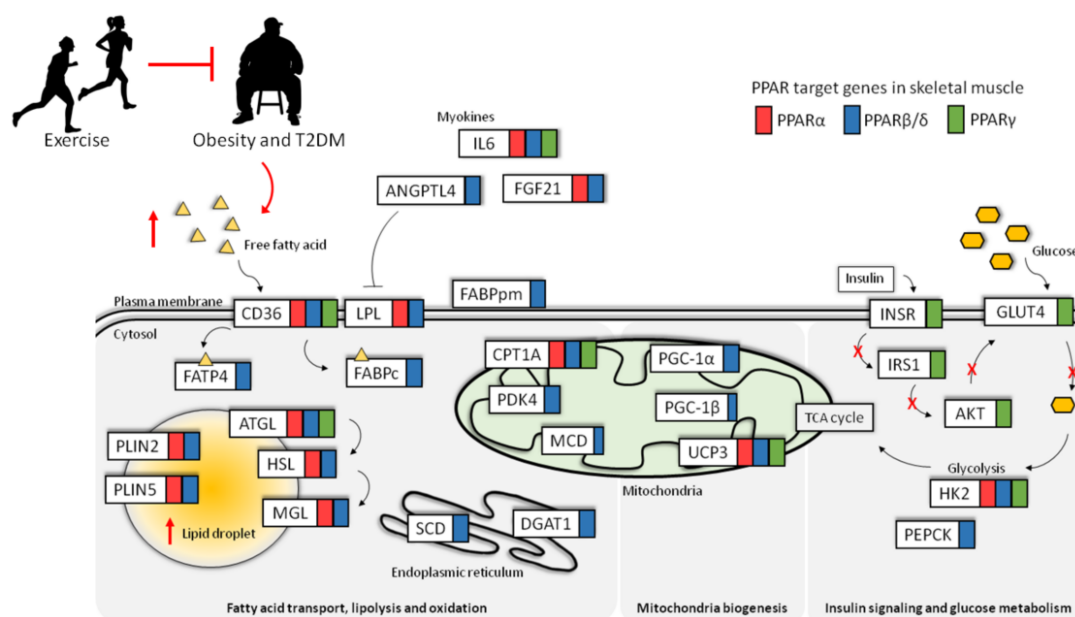 Exercise
Obesity and T2DM
PPAR target genes in skeletal muscle
PPARα
PPARβ/δ
PPARγ
Myokines
IL6
ANGPTL4
FGF21
Free fatty acid
Glucose
Insulin
Plasma membrane
CD36
LPL
FABPpm
INSR
GLUT4
Cytosol
FATP4
FABPc
CPT1A
PGC-1α
IRS1
PDK4
PGC-1β
AKT
TCA cycle
ATGL
PLIN2
HSL
MCD
UCP3
Glycolysis
PLIN5
MGL
Mitochondria
HK2
Lipid droplet
SCD
DGAT1
PEPCK
Endoplasmic reticulum
Fatty acid transport, lipolysis and oxidation
Mitochondria biogenesis
Insulin signaling and glucose metabolism
X
X
X
X